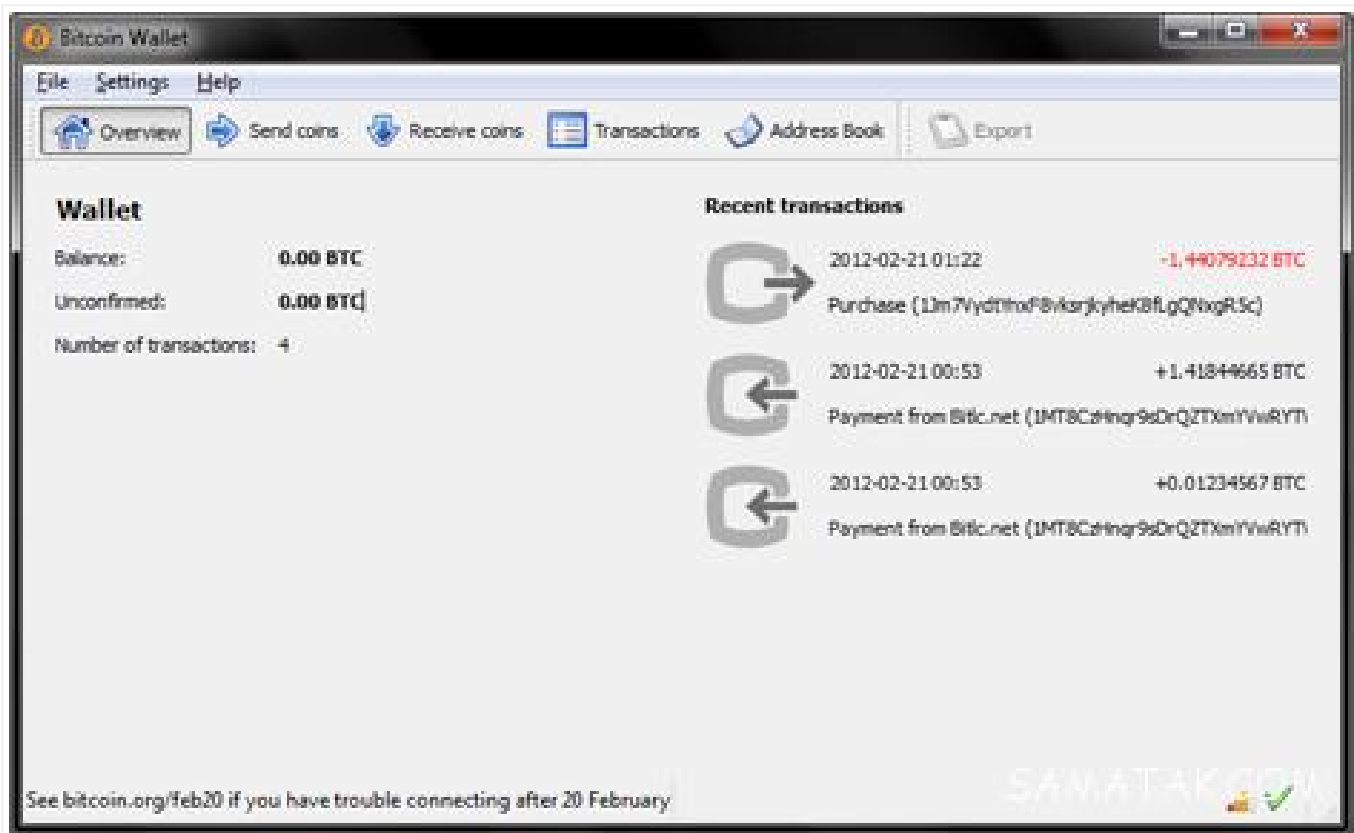 Bitcoin Wallet
File Settings Help
Overview Send coins Receive coins Transactions Address Book Export
Wallet
Balance: 0.00 BTC
Unconfirmed: 0.00 BTC
Number of transactions: 4
Recent transactions
2012-02-21 01:22 -1.44079232 BTC
Purchase
2012-02-21 00:53 +1.41844665 BTC
Payment from Bitlc.net
2012-02-21 00:53 +0.01234567 BTC
Payment from Bitlc.net
See bitcoin.org/feb20 if you have trouble connecting after 20 February
SAMATAK.COM